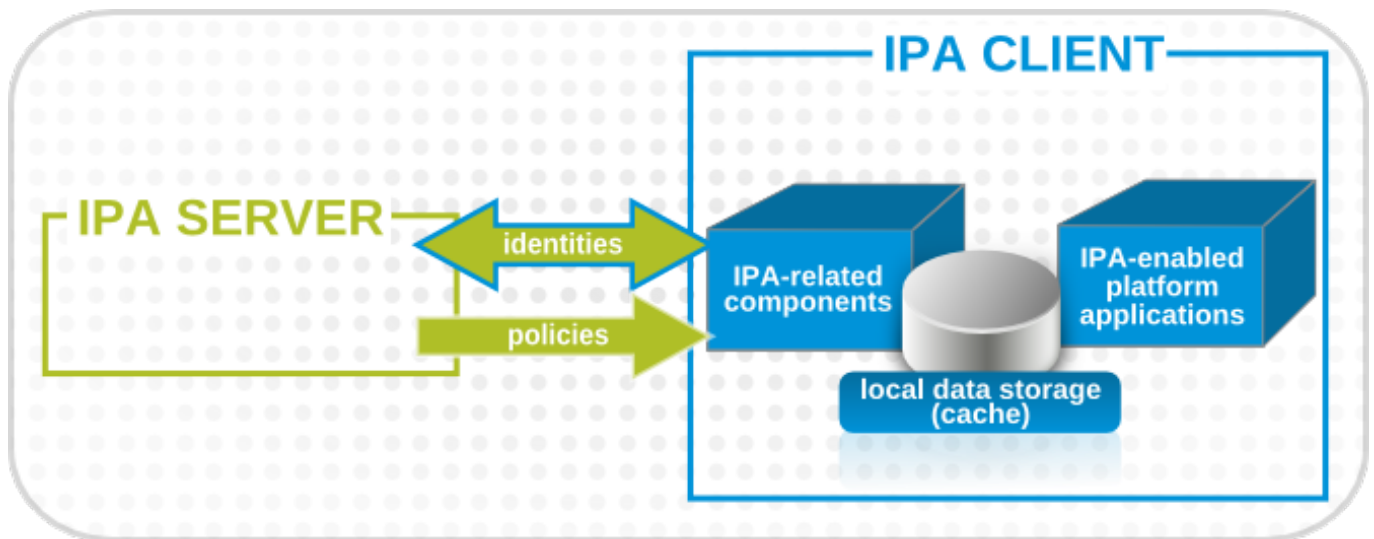 IPA CLIENT
IPA SERVER
identities
policies
IPA-related
components
IPA-enabled
platform
applications
local data storage
(cache)